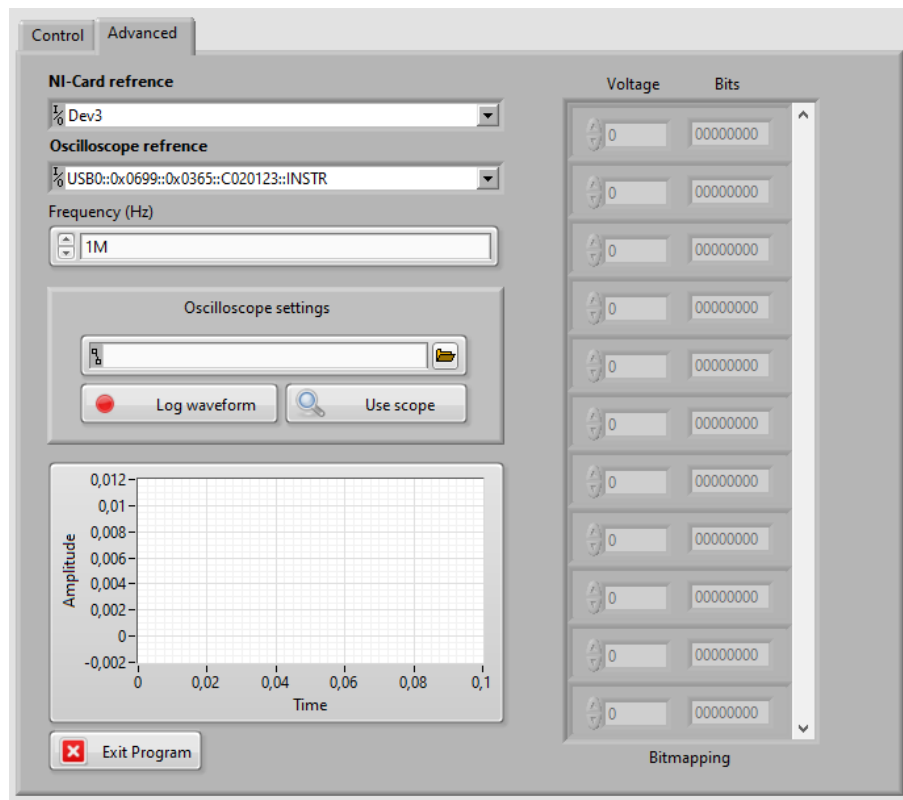 Control Advanced
NI-Card refrence
Dev3
Oscilloscope refrence
USB0::0x0699::0x0365::C020123::INSTR
Frequency (Hz)
1M
Oscilloscope settings
Log waveform Use scope
0,012
0,01
0,008
0,006
0,004
0,002
0
-0,002
Amplitude
0 0,02 0,04 0,06 0,08 0,1
Time
Exit Program
Voltage Bits
0 00000000
0 00000000
0 00000000
0 00000000
0 00000000
0 00000000
0 00000000
0 00000000
0 00000000
0 00000000
0 00000000
Bitmapping